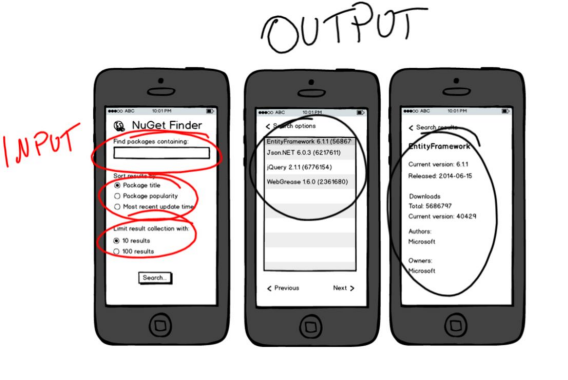 OUTPUT
INPUT
ABC 10:01 PM
NuGet Finder
Find packages containing:
Sort results by:
Package title
Package popularity
Most recent update time
Limit result collection with:
10 results
100 results
Search..
ABC 10:01 PM
< Search options
EntityFramework 6.1.1 (56867
Json.NET 6.0.3 (6217611)
jQuery 2.1.1 (6776154)
WebGrease 1.6.0 (2361680)
< Previous Next >
ABC 10:01 PM
< Search results
EntityFramework
Current version: 6.1.1
Released: 2014-06-15
Downloads
Total: 5686797
Current version: 40429
Authors:
Microsoft
Owners:
Microsoft